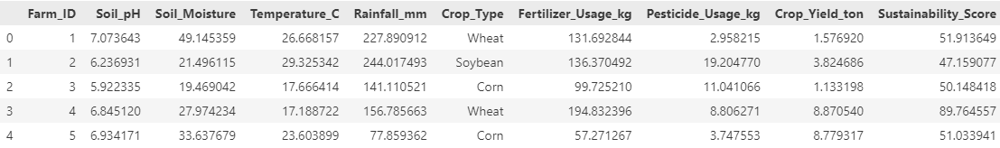 Farm_ID Soil_pH Soil_Moisture Temperature_C Rainfall_mm Crop_Type Fertilizer_Usage_kg Pesticide_Usage_kg Crop_Yield_ton Sustainability_Score
0 1 7.073643 49.145359 26.668157 227.890912 Wheat 131.692844 2.958215 1.576920 51.913649
1 2 6.236931 21.496115 29.325342 244.017493 Soybean 136.370492 19.204770 3.824686 47.159077
2 3 5.922335 19.469042 17.666414 141.110521 Corn 99.725210 11.041066 1.133198 50.148418
3 4 6.845120 27.974234 17.188722 156.785663 Wheat 194.832396 8.806271 8.870540 89.764557
4 5 6.934171 33.637679 23.603899 77.859362 Corn 57.271267 3.747553 8.779317 51.033941